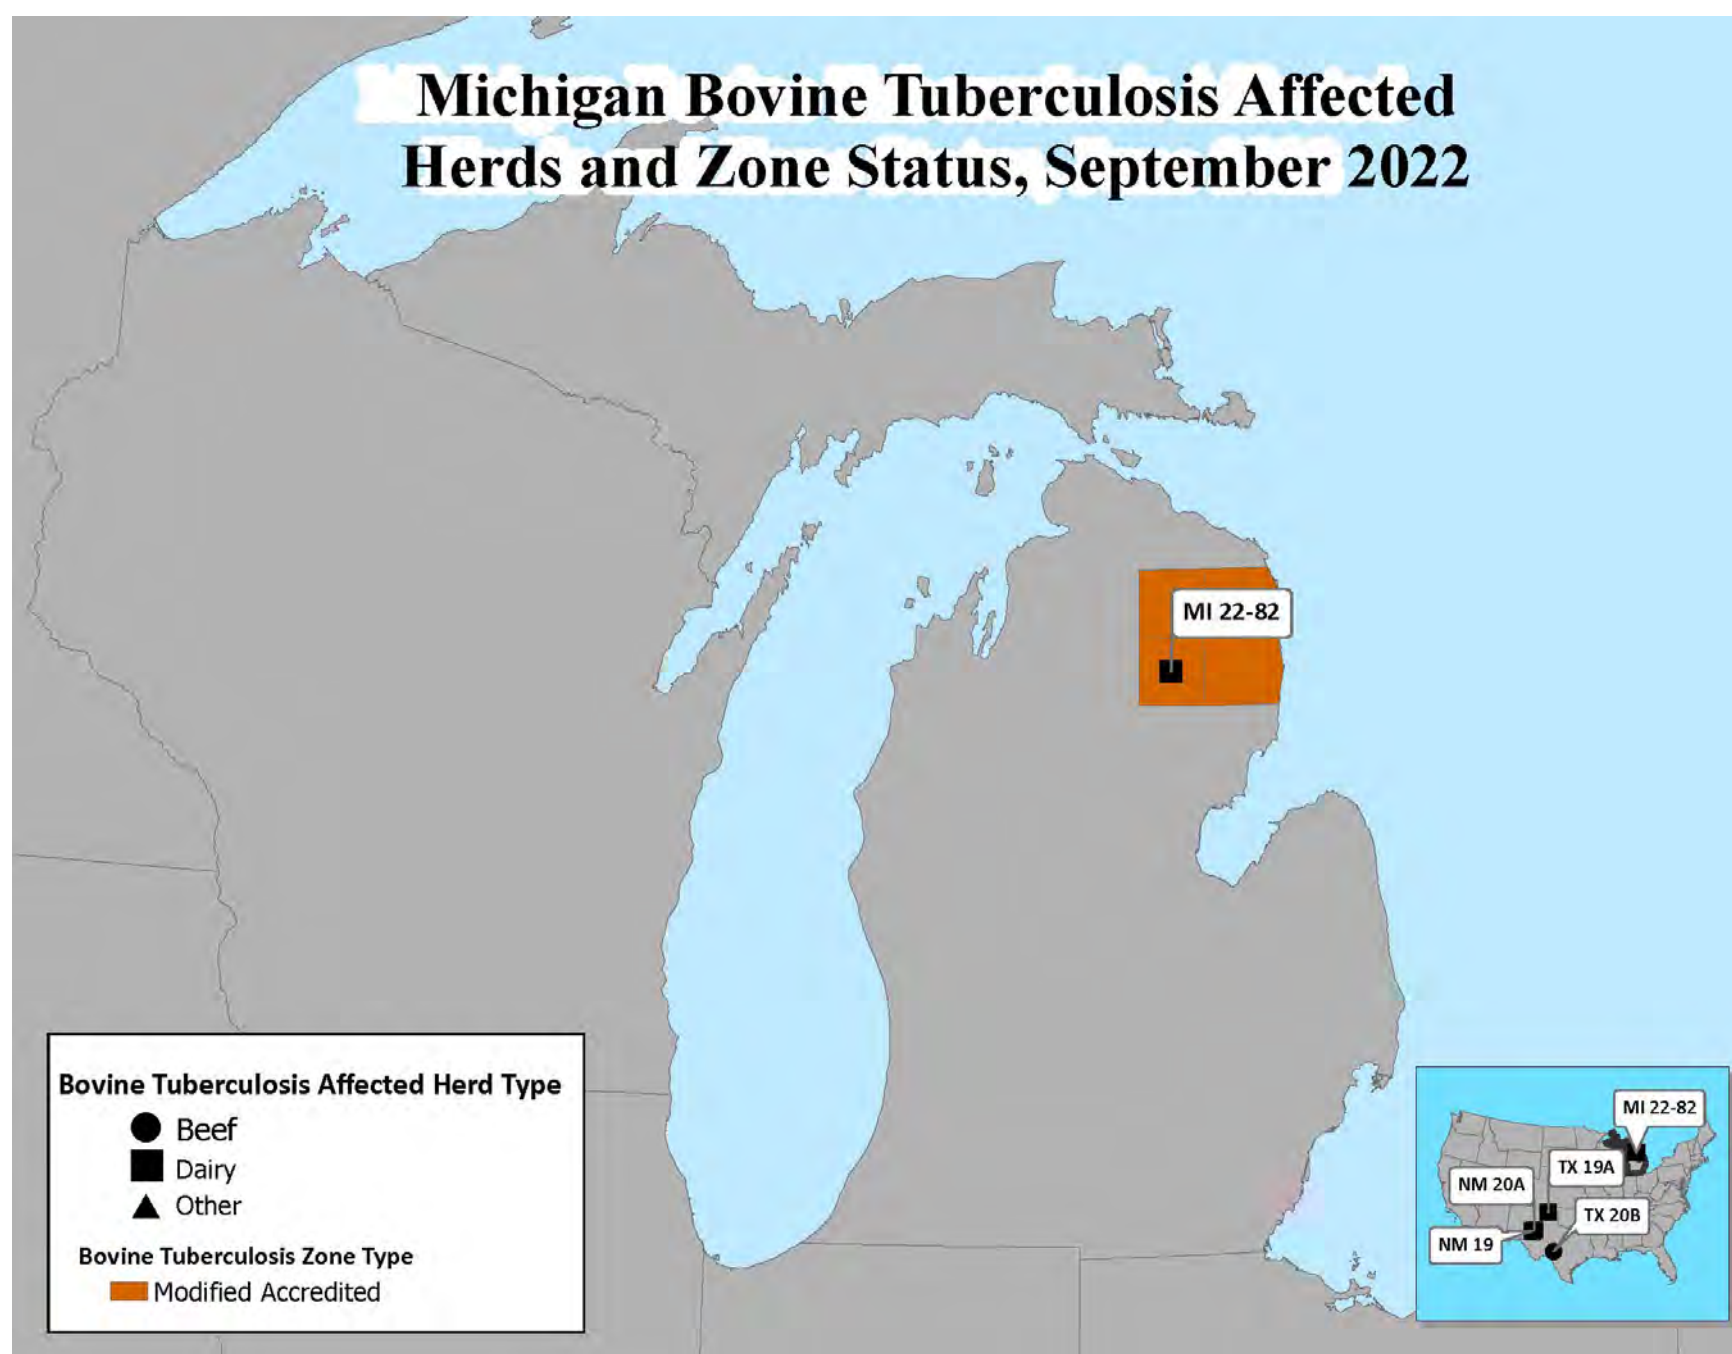 Michigan Bovine Tuberculosis Affected
Herds and Zone Status, September 2022
MI 22-82
Bovine Tuberculosis Affected Herd Type
Beef
Dairy
Other
Bovine Tuberculosis Zone Type
Modified Accredited
MI 22-82
TX 19A
NM 20A
TX 20B
NM 19